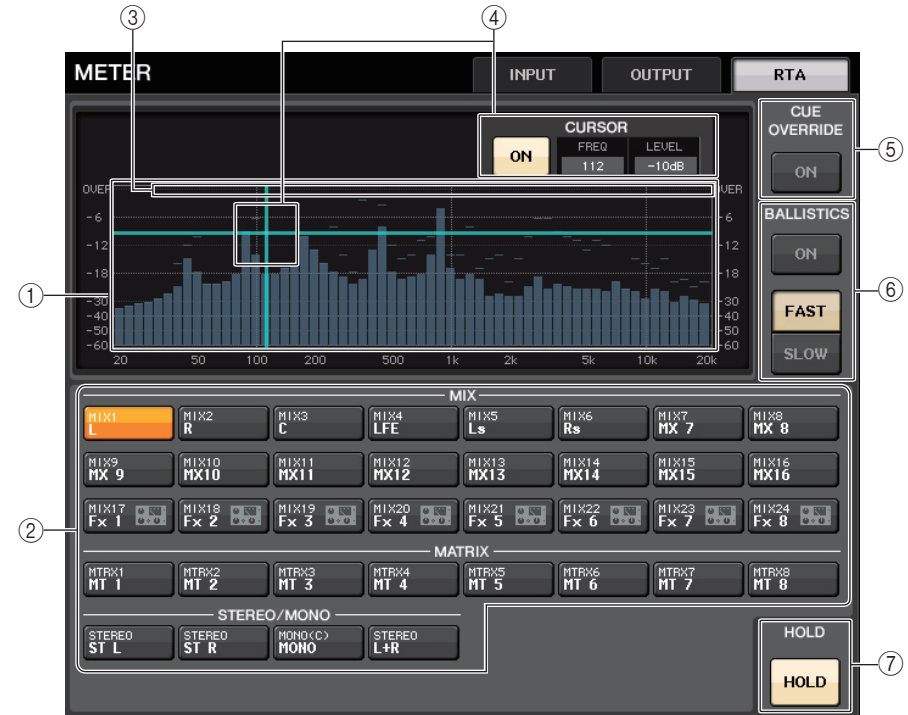 ③ ④
METER INPUT OUTPUT RTA
CUE
OVERRIDE
ON
⑤
CURSOR
ON FREQ LEVEL
112 -10dB
OVER OVER
-6 -6
-12 -12
-18 -18
-30 -30
-40 -40
-50 -50
-60 -60
20 50 100 200 500 1k 2k 5k 10k 20k
①
BALLISTICS
ON
FAST
SLOW
⑥
MIX
MIX1 MIX2 MIX3 MIX4 MIX5 MIX6 MIX7 MIX8
L R C LFE Ls Rs MX 7 MX 8
MIX9 MIX10 MIX11 MIX12 MIX13 MIX14 MIX15 MIX16
MX 9 MX10 MX11 MX12 MX13 MX14 MX15 MX16
MIX17 MIX18 MIX19 MIX20 MIX21 MIX22 MIX23 MIX24
Fx 1 Fx 2 Fx 3 Fx 4 Fx 5 Fx 6 Fx 7 Fx 8
②
MATRIX
MTRX1 MTRX2 MTRX3 MTRX4 MTRX5 MTRX6 MTRX7 MTRX8
MT 1 MT 2 MT 3 MT 4 MT 5 MT 6 MT 7 MT 8
STEREO/MONO
STEREO STEREO MONO(C) STEREO
ST L ST R MONO L+R
HOLD
HOLD
⑦